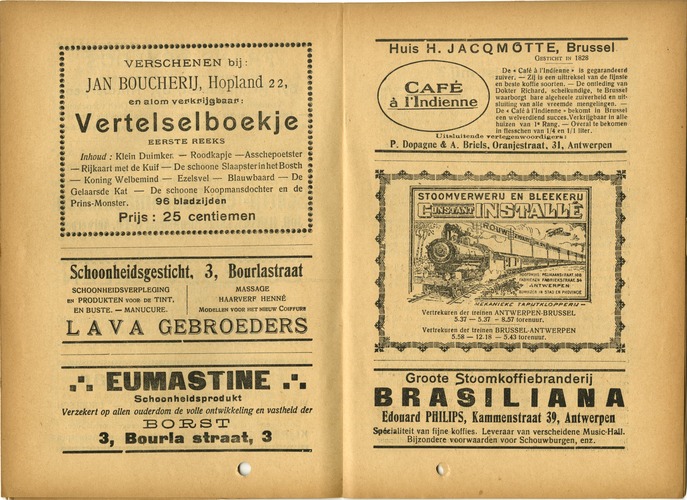 VERSCHENEN bij:
JAN BOUCHERIJ, Hopland 22,
en alom verkrijgbaar:
Vertelselboekje
EERSTE REEKS
Inhoud: Klein Duimker. — Roodkapje —Asschepoetster
— Rijkaart met de Kuif — De schoone Slaapster in het Bosth
— Koning Welbemind — Ezelsvel — Blauwbaard — De
Gelaarsde Kat — De schoone Koopmansdochter en de
Prins-Monster. 96 bladzijden
Prijs: 25 centiemen
Schoonheidsgesticht, 3, Bourlastraat
SCHOONHEIDSVERPLEGING
EN PRODUKTEN VOOR DE TINT,
EN BUSTE. — MANUCURE.
MASSAGE
HAARVERF HENNÉ
MODELLEN VOOR HET NIEUW COIFFURE
LAVA GEBROEDERS
EUMASTINE
Schoonheidsprodukt
Verzekert op allen ouderdom de volle ontwikkeling en vastheid der
BORST
3, Bourla straat, 3
Huis H. JACQMOTTE, Brussel
GESTICHT IN 1828
CAFÉ
à l'Indienne
De « Café à l'Indienne » is gegarandeerd
zuiver. — Zij is een uittreksel van de fijnste
en beste koffie soorten. — De ontleding van
Dokter Richard, scheikundige, te Brussel
waarborgt hare algeheele zuiverheid en uit-
sluiting van alle vreemde mengelingen. —
De « Café à l'Indienne » bekomt in Brussel
een welverdiend succes. Verkrijgbaar in alle
huizen van 1e Rang. — Overal te bekomen
in flesschen van 1/4 en 1/1 liter.
Uitsluitende vertegenwoordigers:
P. Dopagne & A. Briels, Oranjestraat, 31, Antwerpen
STOOMVERWERIJ EN BLEEKERIJ
CONSTANT INSTALLÉ
ROUW
ANTWERPEN
MEKANIEKE TAPIJTKLOPPERIJ
Vertrekuren der treinen ANTWERPEN-BRUSSEL
5.37 — 5.37 - 8.57 torenuur.
Vertrekuren der treinen BRUSSEL-ANTWERPEN
5.58 — 12.18 - 5.43 torenuur.
Groote Stoomkoffiebranderij
BRASILIANA
Edouard PHILIPS, Kammenstraat 39, Antwerpen
Specialiteit van fijne koffies. Leveraar van verscheidene Music-Hall.
Bijzondere voorwaarden voor Schouwburgen, enz.